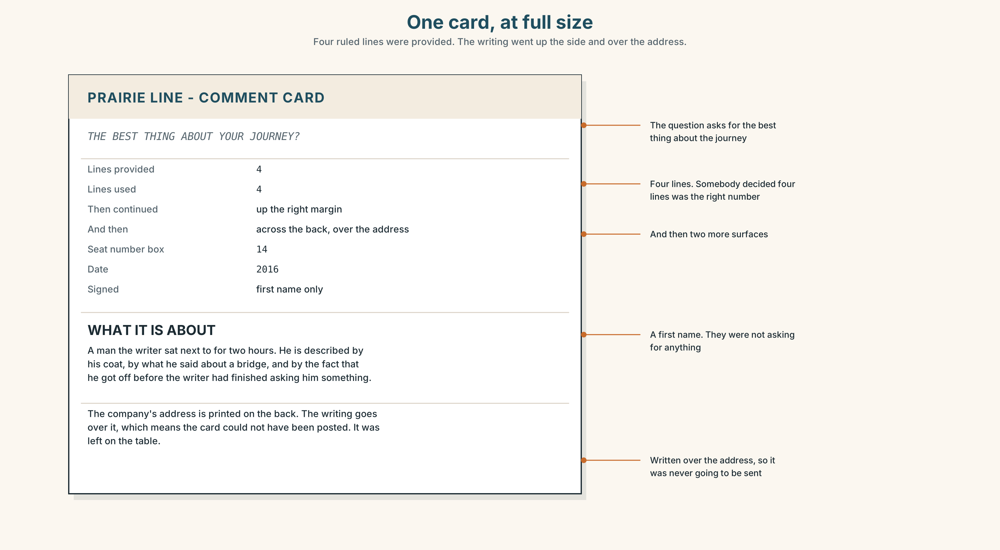 One card, at full size
Four ruled lines were provided. The writing went up the side and over the address.
PRAIRIE LINE - COMMENT CARD
THE BEST THING ABOUT YOUR JOURNEY?
Lines provided 4
Lines used 4
Then continued up the right margin
And then across the back, over the address
Seat number box 14
Date 2016
Signed first name only
WHAT IT IS ABOUT
A man the writer sat next to for two hours. He is described by
his coat, by what he said about a bridge, and by the fact that
he got off before the writer had finished asking him something.
The company's address is printed on the back. The writing goes
over it, which means the card could not have been posted. It was
left on the table.
The question asks for the best
thing about the journey
Four lines. Somebody decided four
lines was the right number
And then two more surfaces
A first name. They were not asking
for anything
Written over the address, so it
was never going to be sent